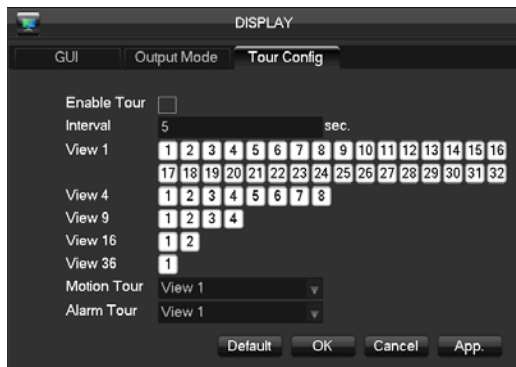 DISPLAY
GUI Output Mode Tour Config
Enable Tour
Interval 5 sec.
View 1 1 2 3 4 5 6 7 8 9 10 11 12 13 14 15 16
17 18 19 20 21 22 23 24 25 26 27 28 29 30 31 32
View 4 1 2 3 4 5 6 7 8
View 9 1 2 3 4
View 16 1 2
View 36 1
Motion Tour View 1
Alarm Tour View 1
Default OK Cancel App.